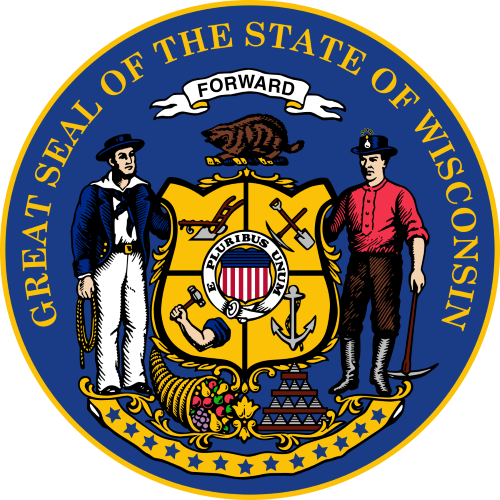 GREAT SEAL OF THE STATE OF WISCONSIN
FORWARD
E PLURIBUS UNUM